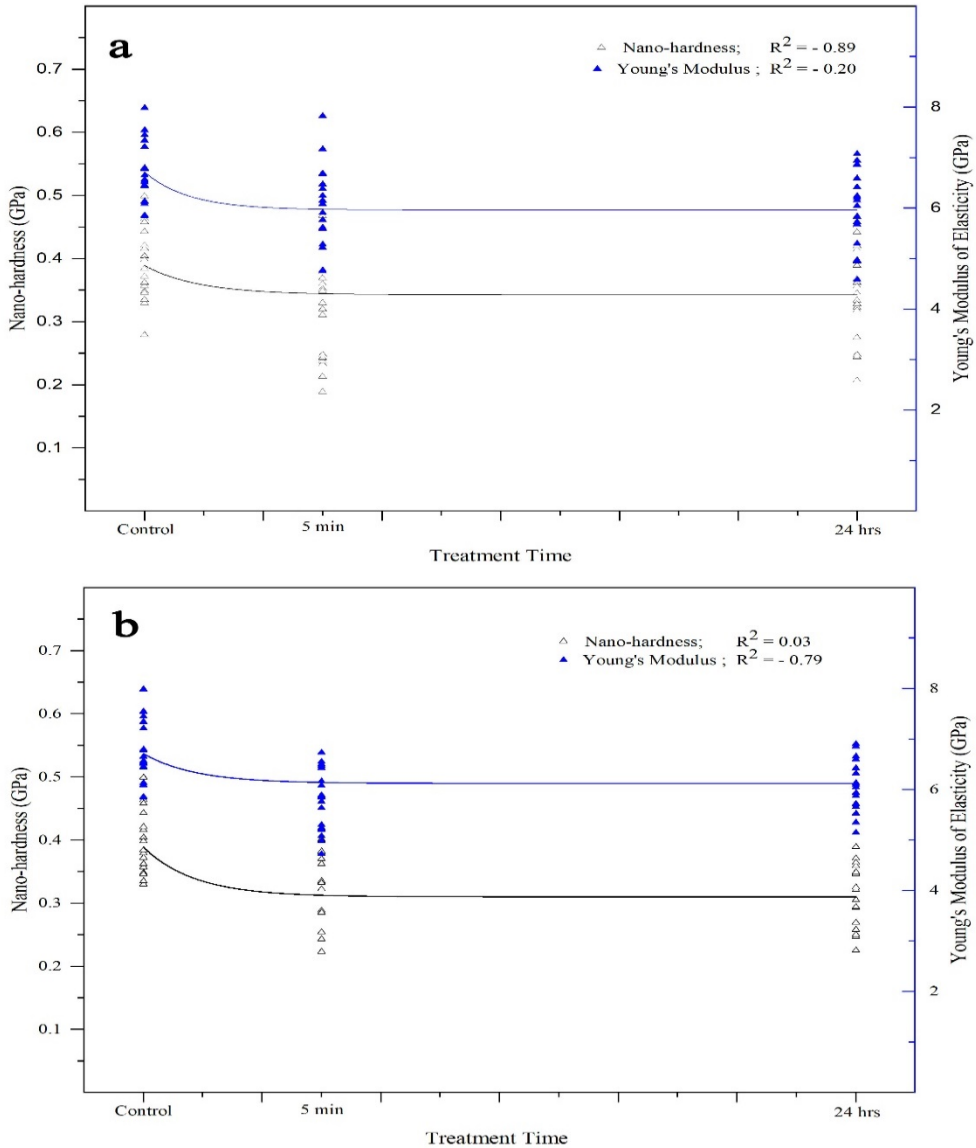 a
Nano-hardness; R² = - 0.89
Young's Modulus ; R² = - 0.20
0.7
0.6
0.5
0.4
0.3
0.2
0.1
Nano-hardness (GPa)
8
6
4
2
Young's Modulus of Elasticity (GPa)
Control
5 min
24 hrs
Treatment Time
b
Nano-hardness; R² = 0.03
Young's Modulus ; R² = - 0.79
0.7
0.6
0.5
0.4
0.3
0.2
0.1
Nano-hardness (GPa)
8
6
4
2
Young's Modulus of Elasticity (GPa)
Control
5 min
24 hrs
Treatment Time